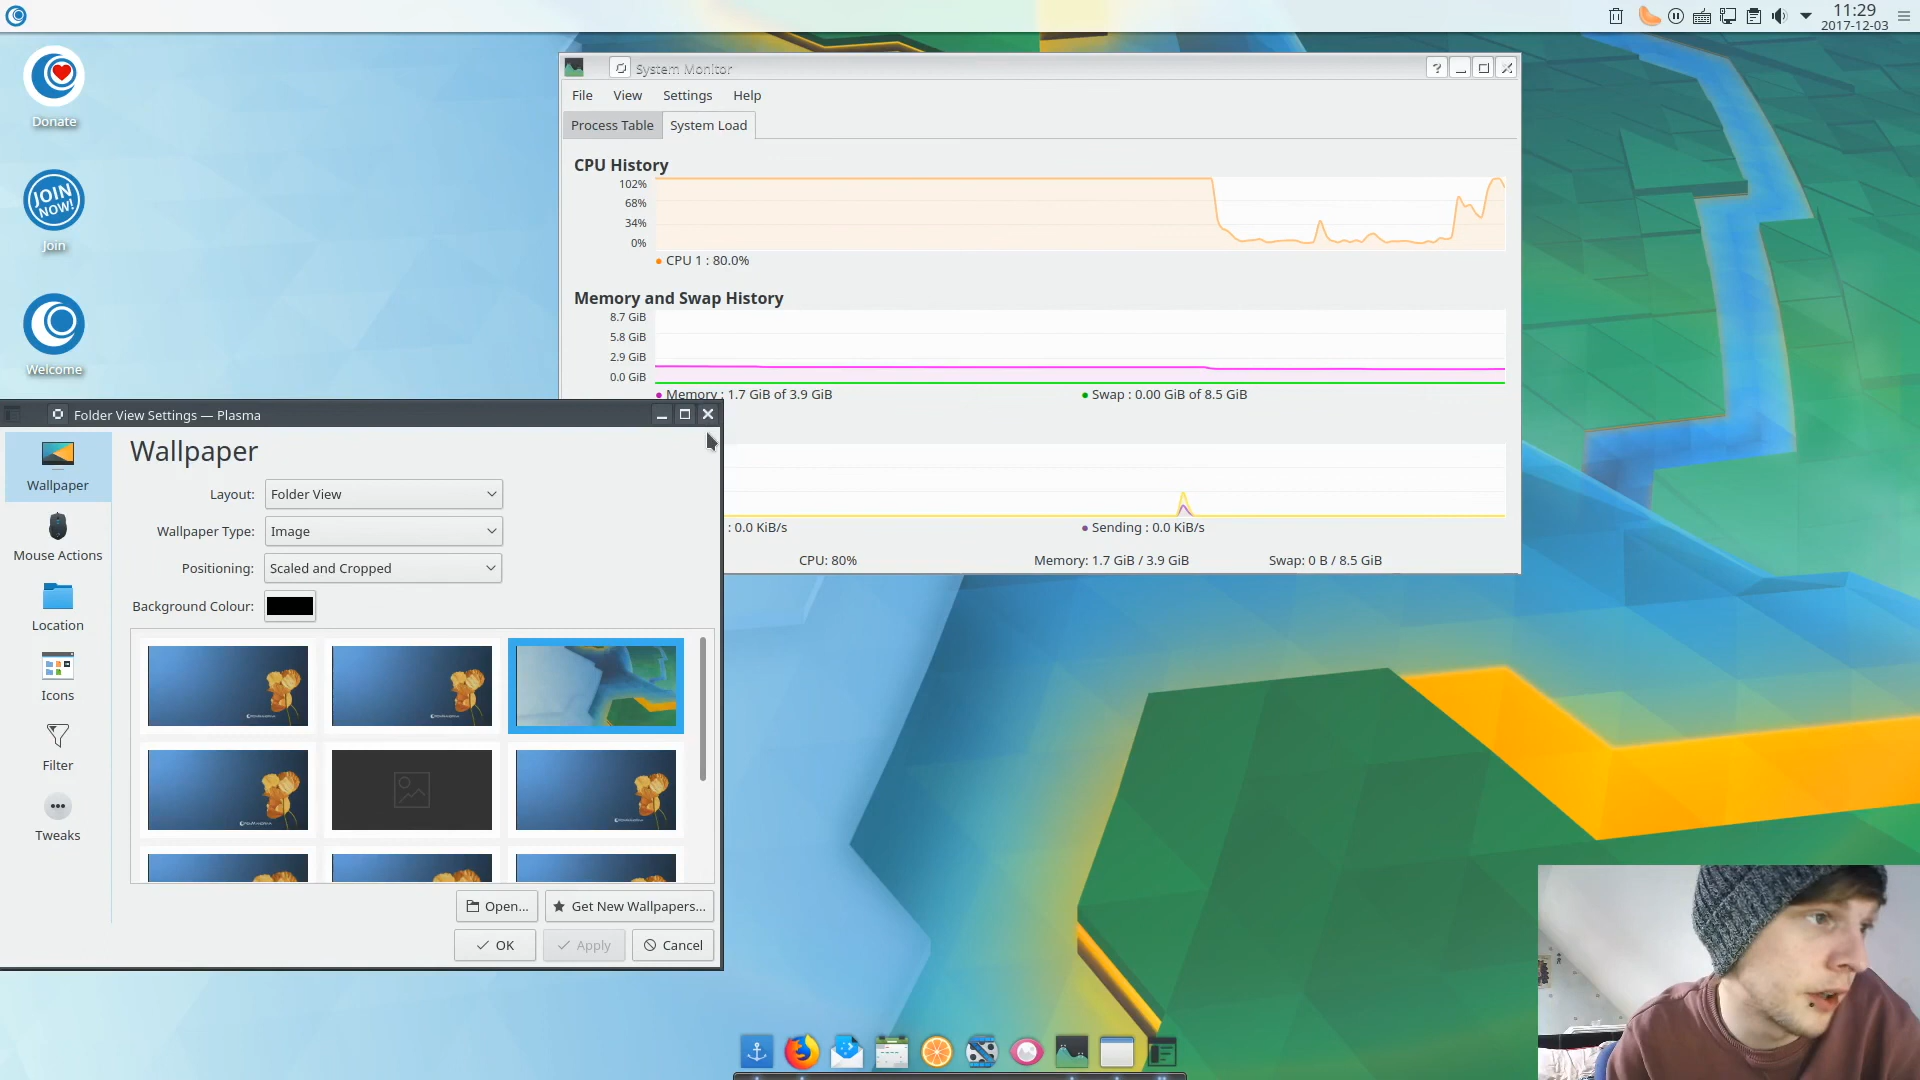 11:29
2017-12-03
Donate
JOIN
NOW!
Join
Welcome
System Monitor
File View Settings Help
Process Table System Load
CPU History
102%
68%
34%
0%
CPU 1 : 80.0%
Memory and Swap History
8.7 GiB
5.8 GiB
2.9 GiB
0.0 GiB
Memory : 1.7 GiB of 3.9 GiB
Swap : 0.00 GiB of 8.5 GiB
: 0.0 KiB/s
Sending : 0.0 KiB/s
CPU: 80%
Memory: 1.7 GiB / 3.9 GiB
Swap: 0 B / 8.5 GiB
Folder View Settings — Plasma
Wallpaper
Mouse Actions
Location
Icons
Filter
Tweaks
Wallpaper
Layout: Folder View
Wallpaper Type: Image
Positioning: Scaled and Cropped
Background Colour:
Open...
Get New Wallpapers...
OK
Apply
Cancel